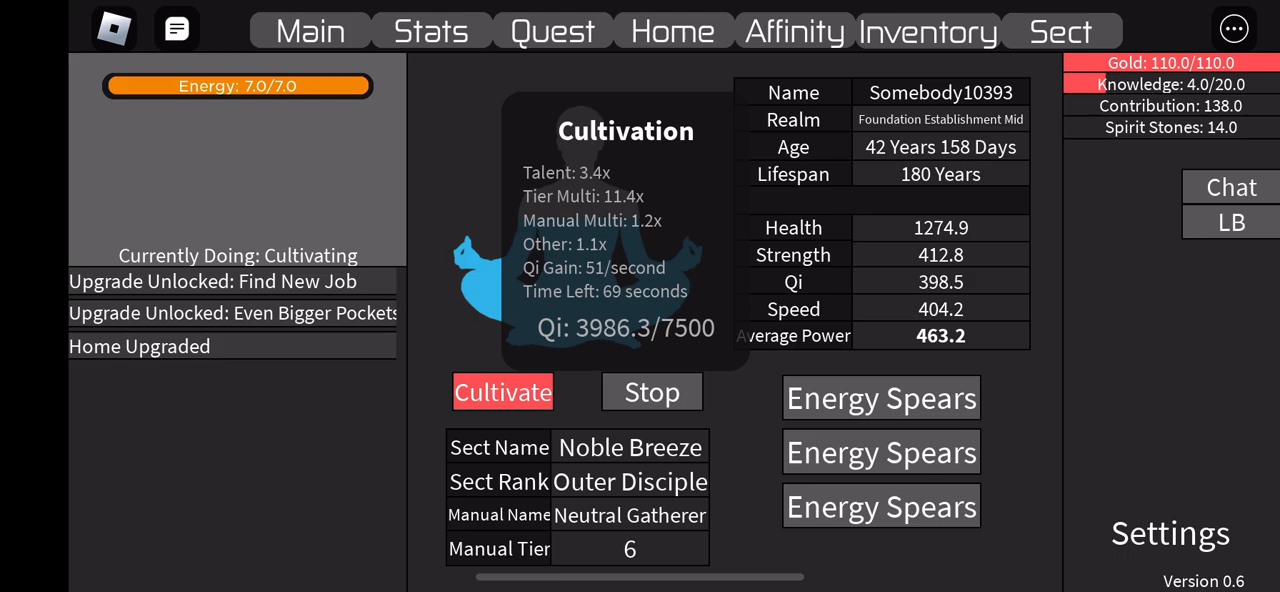 Main Stats Quest Home Affinity Inventory Sect
Energy: 7.0/7.0
Currently Doing: Cultivating
Upgrade Unlocked: Find New Job
Upgrade Unlocked: Even Bigger Pockets
Home Upgraded
Cultivation
Talent: 3.4x
Tier Multi: 11.4x
Manual Multi: 1.2x
Other: 1.1x
Qi Gain: 51/second
Time Left: 69 seconds
Qi: 3986.3/7500
Cultivate Stop
Sect Name Noble Breeze
Sect Rank Outer Disciple
Manual Name Neutral Gatherer
Manual Tier 6
Name Somebody10393
Realm Foundation Establishment Mid
Age 42 Years 158 Days
Lifespan 180 Years
Health 1274.9
Strength 412.8
Qi 398.5
Speed 404.2
Average Power 463.2
Energy Spears
Energy Spears
Energy Spears
Gold: 110.0/110.0
Knowledge: 4.0/20.0
Contribution: 138.0
Spirit Stones: 14.0
Chat
LB
Settings
Version 0.6